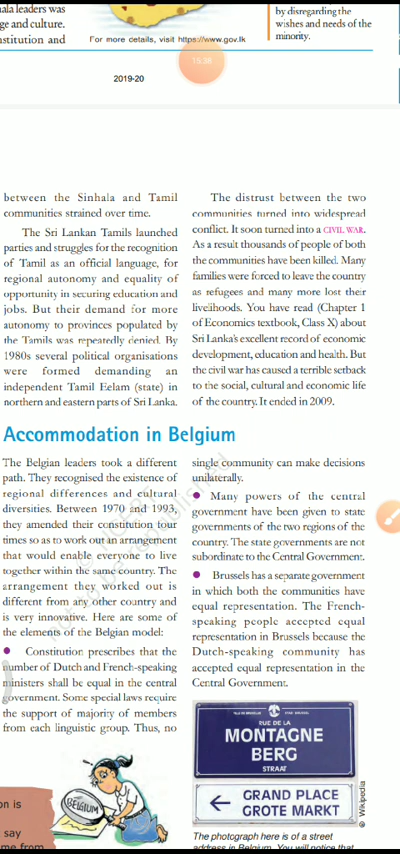 ala leaders was
ge and culture.
nstitution and
For more details, visit https://www.gov.lk
by disregarding the
wishes and needs of the
minority.
2019-20
15:38
between the Sinhala and Tamil
communities strained over time.
The Sri Lankan Tamils launched
parties and struggles for the recognition
of Tamil as an official language, for
regional autonomy and equality of
opportunity in securing education and
jobs. But their demand for more
autonomy to provinces populated by
the Tamils was repeatedly denied. By
1980s several political organisations
were formed demanding an
independent Tamil Eelam (state) in
northern and eastern parts of Sri Lanka.
The distrust between the two
communities turned into widespread
conflict. It soon turned into a CIVIL WAR.
As a result thousands of people of both
the communities have been killed. Many
families were forced to leave the country
as refugees and many more lost their
livelihoods. You have read (Chapter 1
of Economics textbook, Class X) about
Sri Lanka's excellent record of economic
development, education and health. But
the civil war has caused a terrible setback
to the social, cultural and economic life
of the country. It ended in 2009.
Accommodation in Belgium
The Belgian leaders took a different
path. They recognised the existence of
regional differences and cultural
diversities. Between 1970 and 1993,
they amended their constitution four
times so as to work out an arrangement
that would enable everyone to live
together within the same country. The
arrangement they worked out is
different from any other country and
is very innovative. Here are some of
the elements of the Belgian model:
● Constitution prescribes that the
number of Dutch and French-speaking
ministers shall be equal in the central
government. Some special laws require
the support of majority of members
from each linguistic group. Thus, no
single community can make decisions
unilaterally.
● Many powers of the central
government have been given to state
governments of the two regions of the
country. The state governments are not
subordinate to the Central Government.
● Brussels has a separate government
in which both the communities have
equal representation. The French-
speaking people accepted equal
representation in Brussels because the
Dutch-speaking community has
accepted equal representation in the
Central Government.
not to be republished
BELGIUM
on is
say
me from
RUE DE LA
MONTAGNE
BERG
STRAAT
← GRAND PLACE
GROTE MARKT
© Wikipedia
The photograph here is of a street
address in Belgium. You will notice that